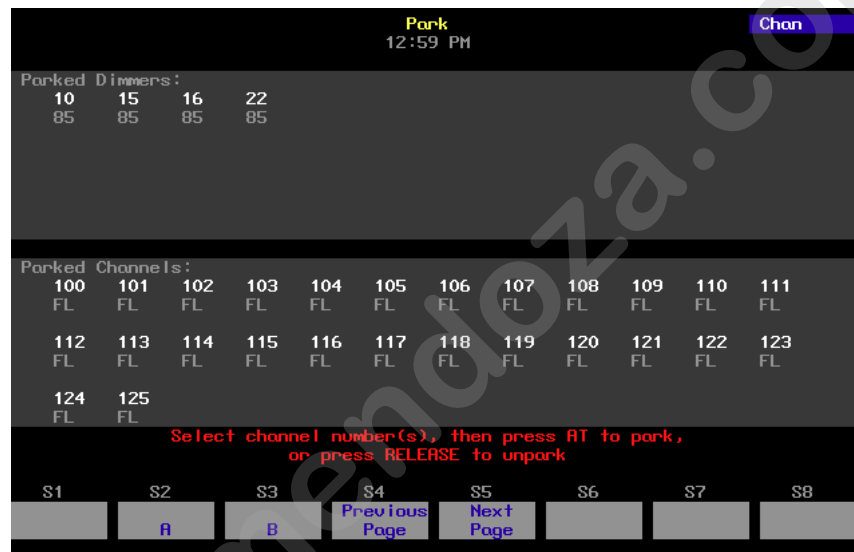 Park
Chan
12:59 PM
Parked Dimmers:
10 15 16 22
85 85 85 85
Parked Channels:
100 101 102 103 104 105 106 107 108 109 110 111
FL FL FL FL FL FL FL FL FL FL FL FL
112 113 114 115 116 117 118 119 120 121 122 123
FL FL FL FL FL FL FL FL FL FL FL FL
124 125
FL FL
Select channel number(s), then press AT to park,
or press RELEASE to unpark
S1 S2 S3 S4 S5 S6 S7 S8
Previous Next
A B Page Page
mendoza.co